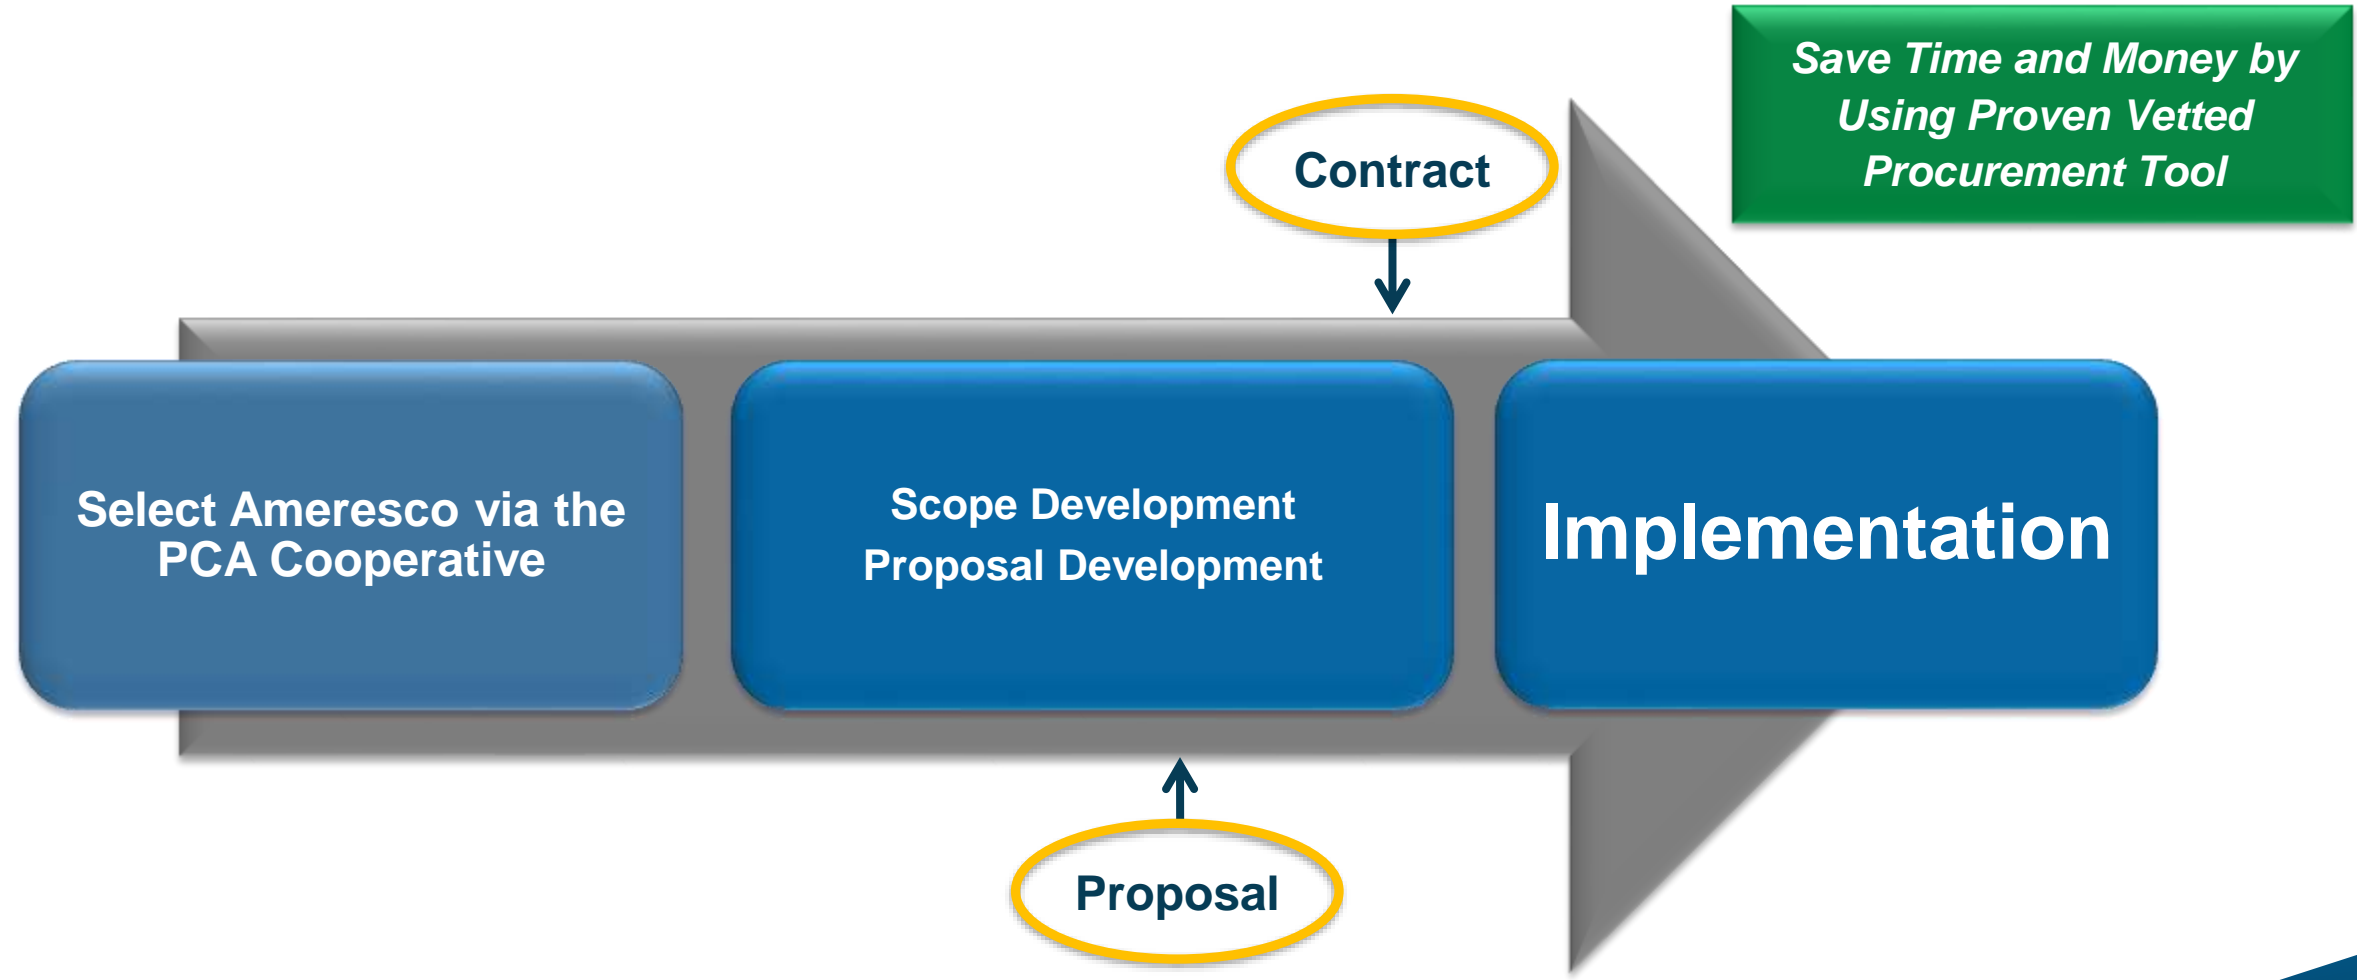 Save Time and Money by
Using Proven Vetted
Procurement Tool
Contract
Select Ameresco via the
PCA Cooperative
Scope Development
Proposal Development
Implementation
Proposal